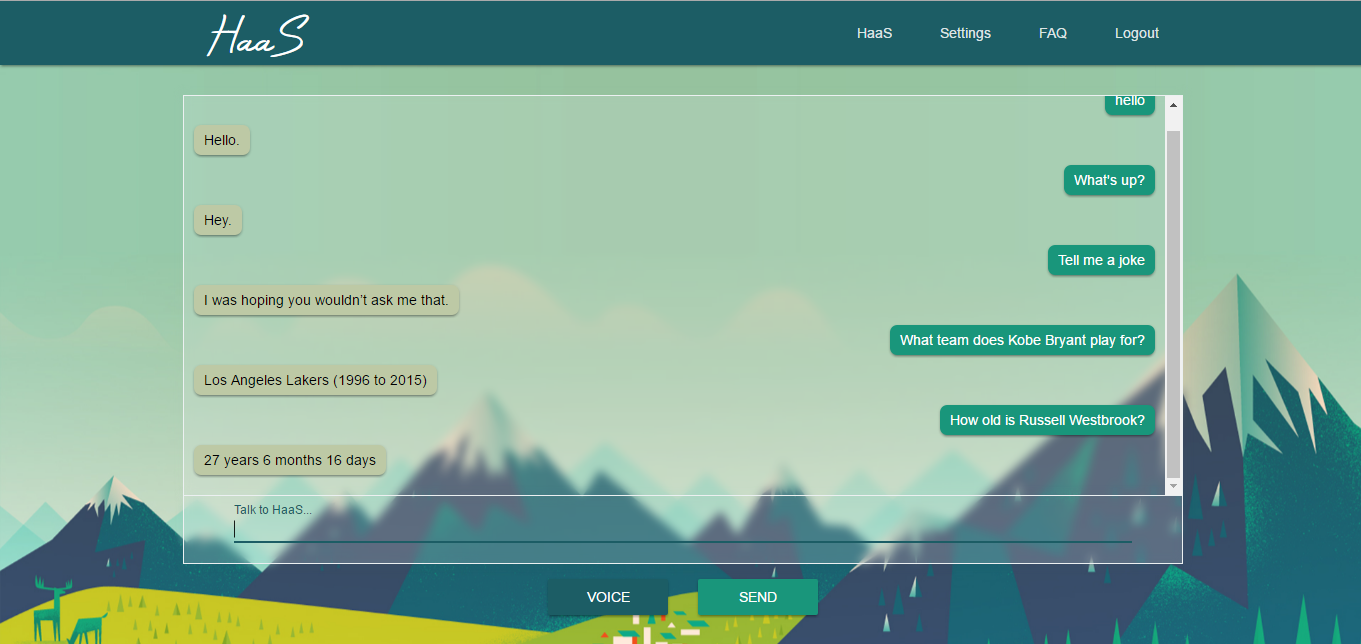 HaaS
HaaS Settings FAQ Logout
hello
Hello.
What's up?
Hey.
Tell me a joke
I was hoping you wouldn't ask me that.
What team does Kobe Bryant play for?
Los Angeles Lakers (1996 to 2015)
How old is Russell Westbrook?
27 years 6 months 16 days
Talk to HaaS...
VOICE SEND